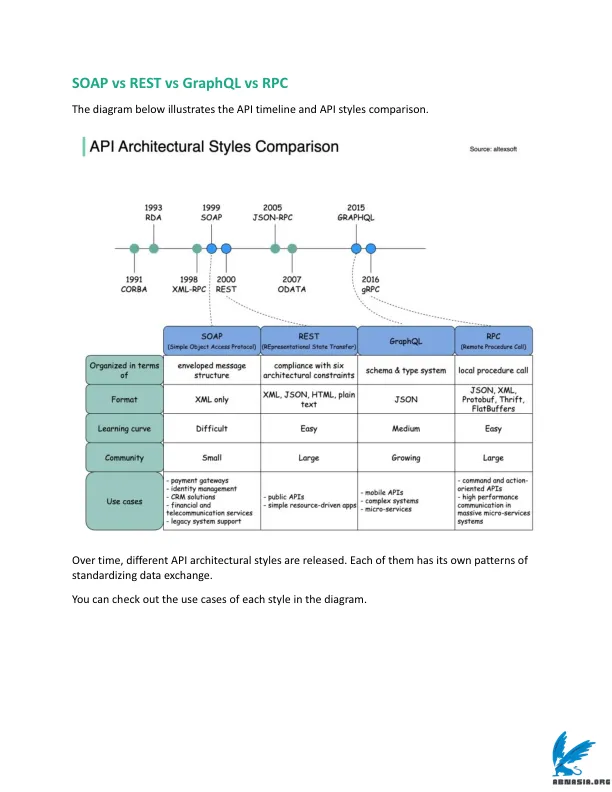 SOAP vs REST vs GraphQL vs RPC
The diagram below illustrates the API timeline and API styles comparison.
API Architectural Styles Comparison
Source: altexsoft
1993
RDA
1999
SOAP
2005
JSON-RPC
2015
GRAPHQL
1991
CORBA
1998
XML-RPC
2000
REST
2007
ODATA
2016
gRPC
SOAP
(Simple Object Access Protocol)
REST
(REpresentational State Transfer)
GraphQL
RPC
(Remote Procedure Call)
Organized in terms
of
enveloped message
structure
compliance with six
architectural constraints
schema & type system
local procedure call
Format
XML only
XML, JSON, HTML, plain
text
JSON
JSON, XML,
Protobuf, Thrift,
FlatBuffers
Learning curve
Difficult
Easy
Medium
Easy
Community
Small
Large
Growing
Large
Use cases
- payment gateways
- identity management
- CRM solutions
- financial and
telecommunication services
- legacy system support
- public APIs
- simple resource-driven apps
- mobile APIs
- complex systems
- micro-services
- command and action-
oriented APIs
- high performance
communication in
massive micro-services
systems
Over time, different API architectural styles are released. Each of them has its own patterns of
standardizing data exchange.
You can check out the use cases of each style in the diagram.
ABNASIA.ORG